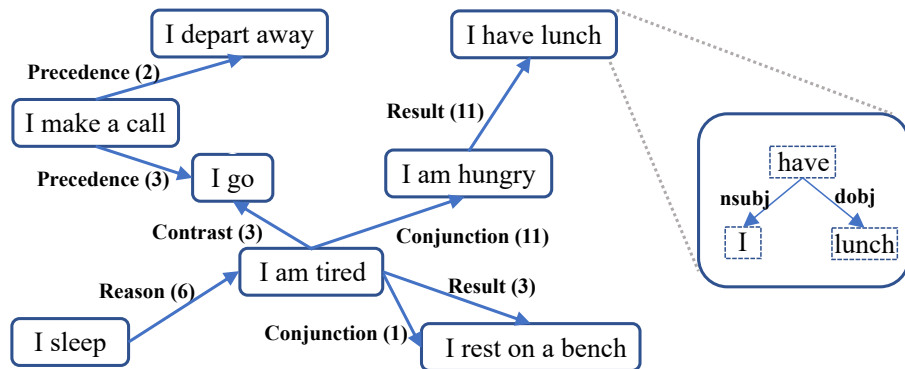 I depart away
I have lunch
Precedence (2)
Result (11)
I make a call
have
Precedence (3)
I go
I am hungry
nsubj
dobj
Contrast (3)
Conjunction (11)
I
lunch
I am tired
Reason (6)
Result (3)
Conjunction (1)
I sleep
I rest on a bench